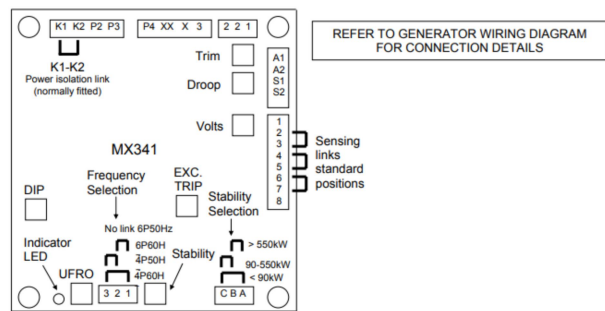 K1 K2 P2 P3
P4 XX X 3
2 2 1
REFER TO GENERATOR WIRING DIAGRAM
FOR CONNECTION DETAILS
K1-K2
Power isolation link
(normally fitted)
Trim
Droop
Volts
A1
A2
S1
S2
1
2
3
4
5
6
7
8
Sensing
links
standard
positions
MX341
Frequency
Selection
EXC.
TRIP
DIP
Stability
Selection
No link 6P50Hz
6P60H
z
4P50H
z
4P60H
> 550kW
90-550kW
< 90kW
Indicator
LED
UFRO
Stability
3 2 1
C B A